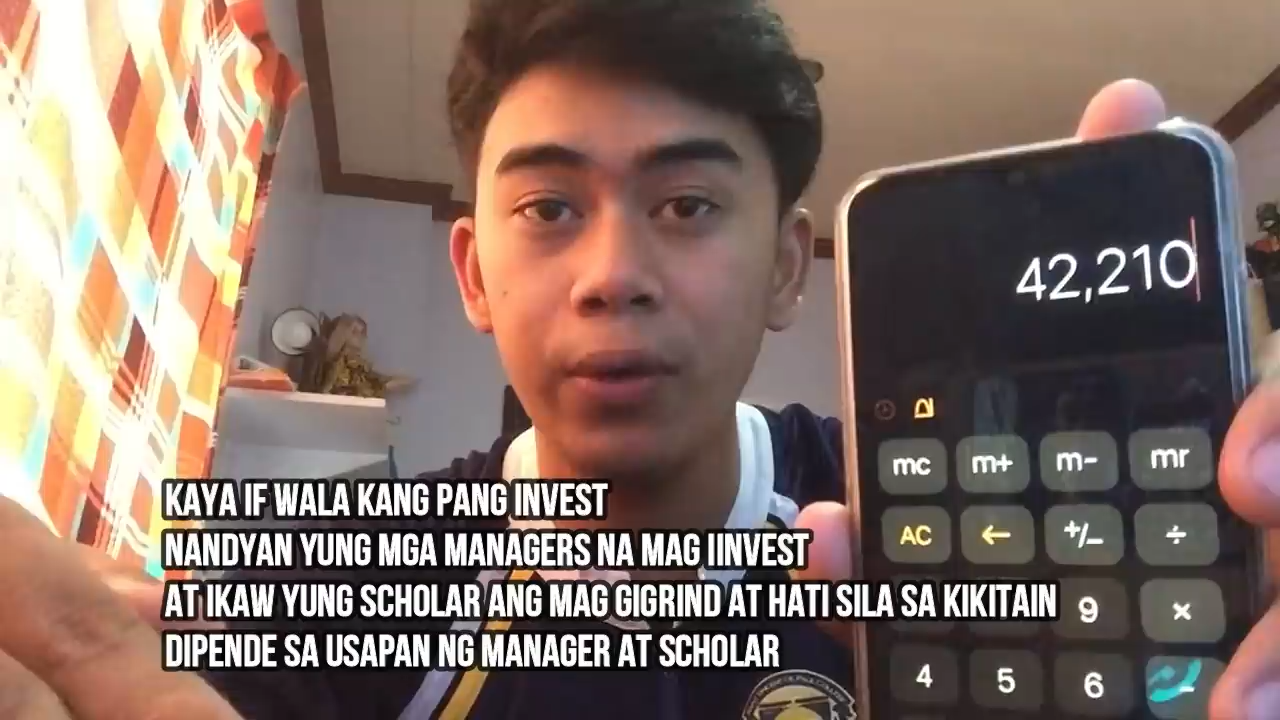 42,210
mc m+ m- mr
AC ← +/_ ÷
9 ×
4 5 6
KAYA IF WALA KANG PANG INVEST
NANDYAN YUNG MGA MANAGERS NA MAG IINVEST
AT IKAW YUNG SCHOLAR ANG MAG GIGRIND AT HATI SILA SA KIKITAIN
DIPENDE SA USAPAN NG MANAGER AT SCHOLAR